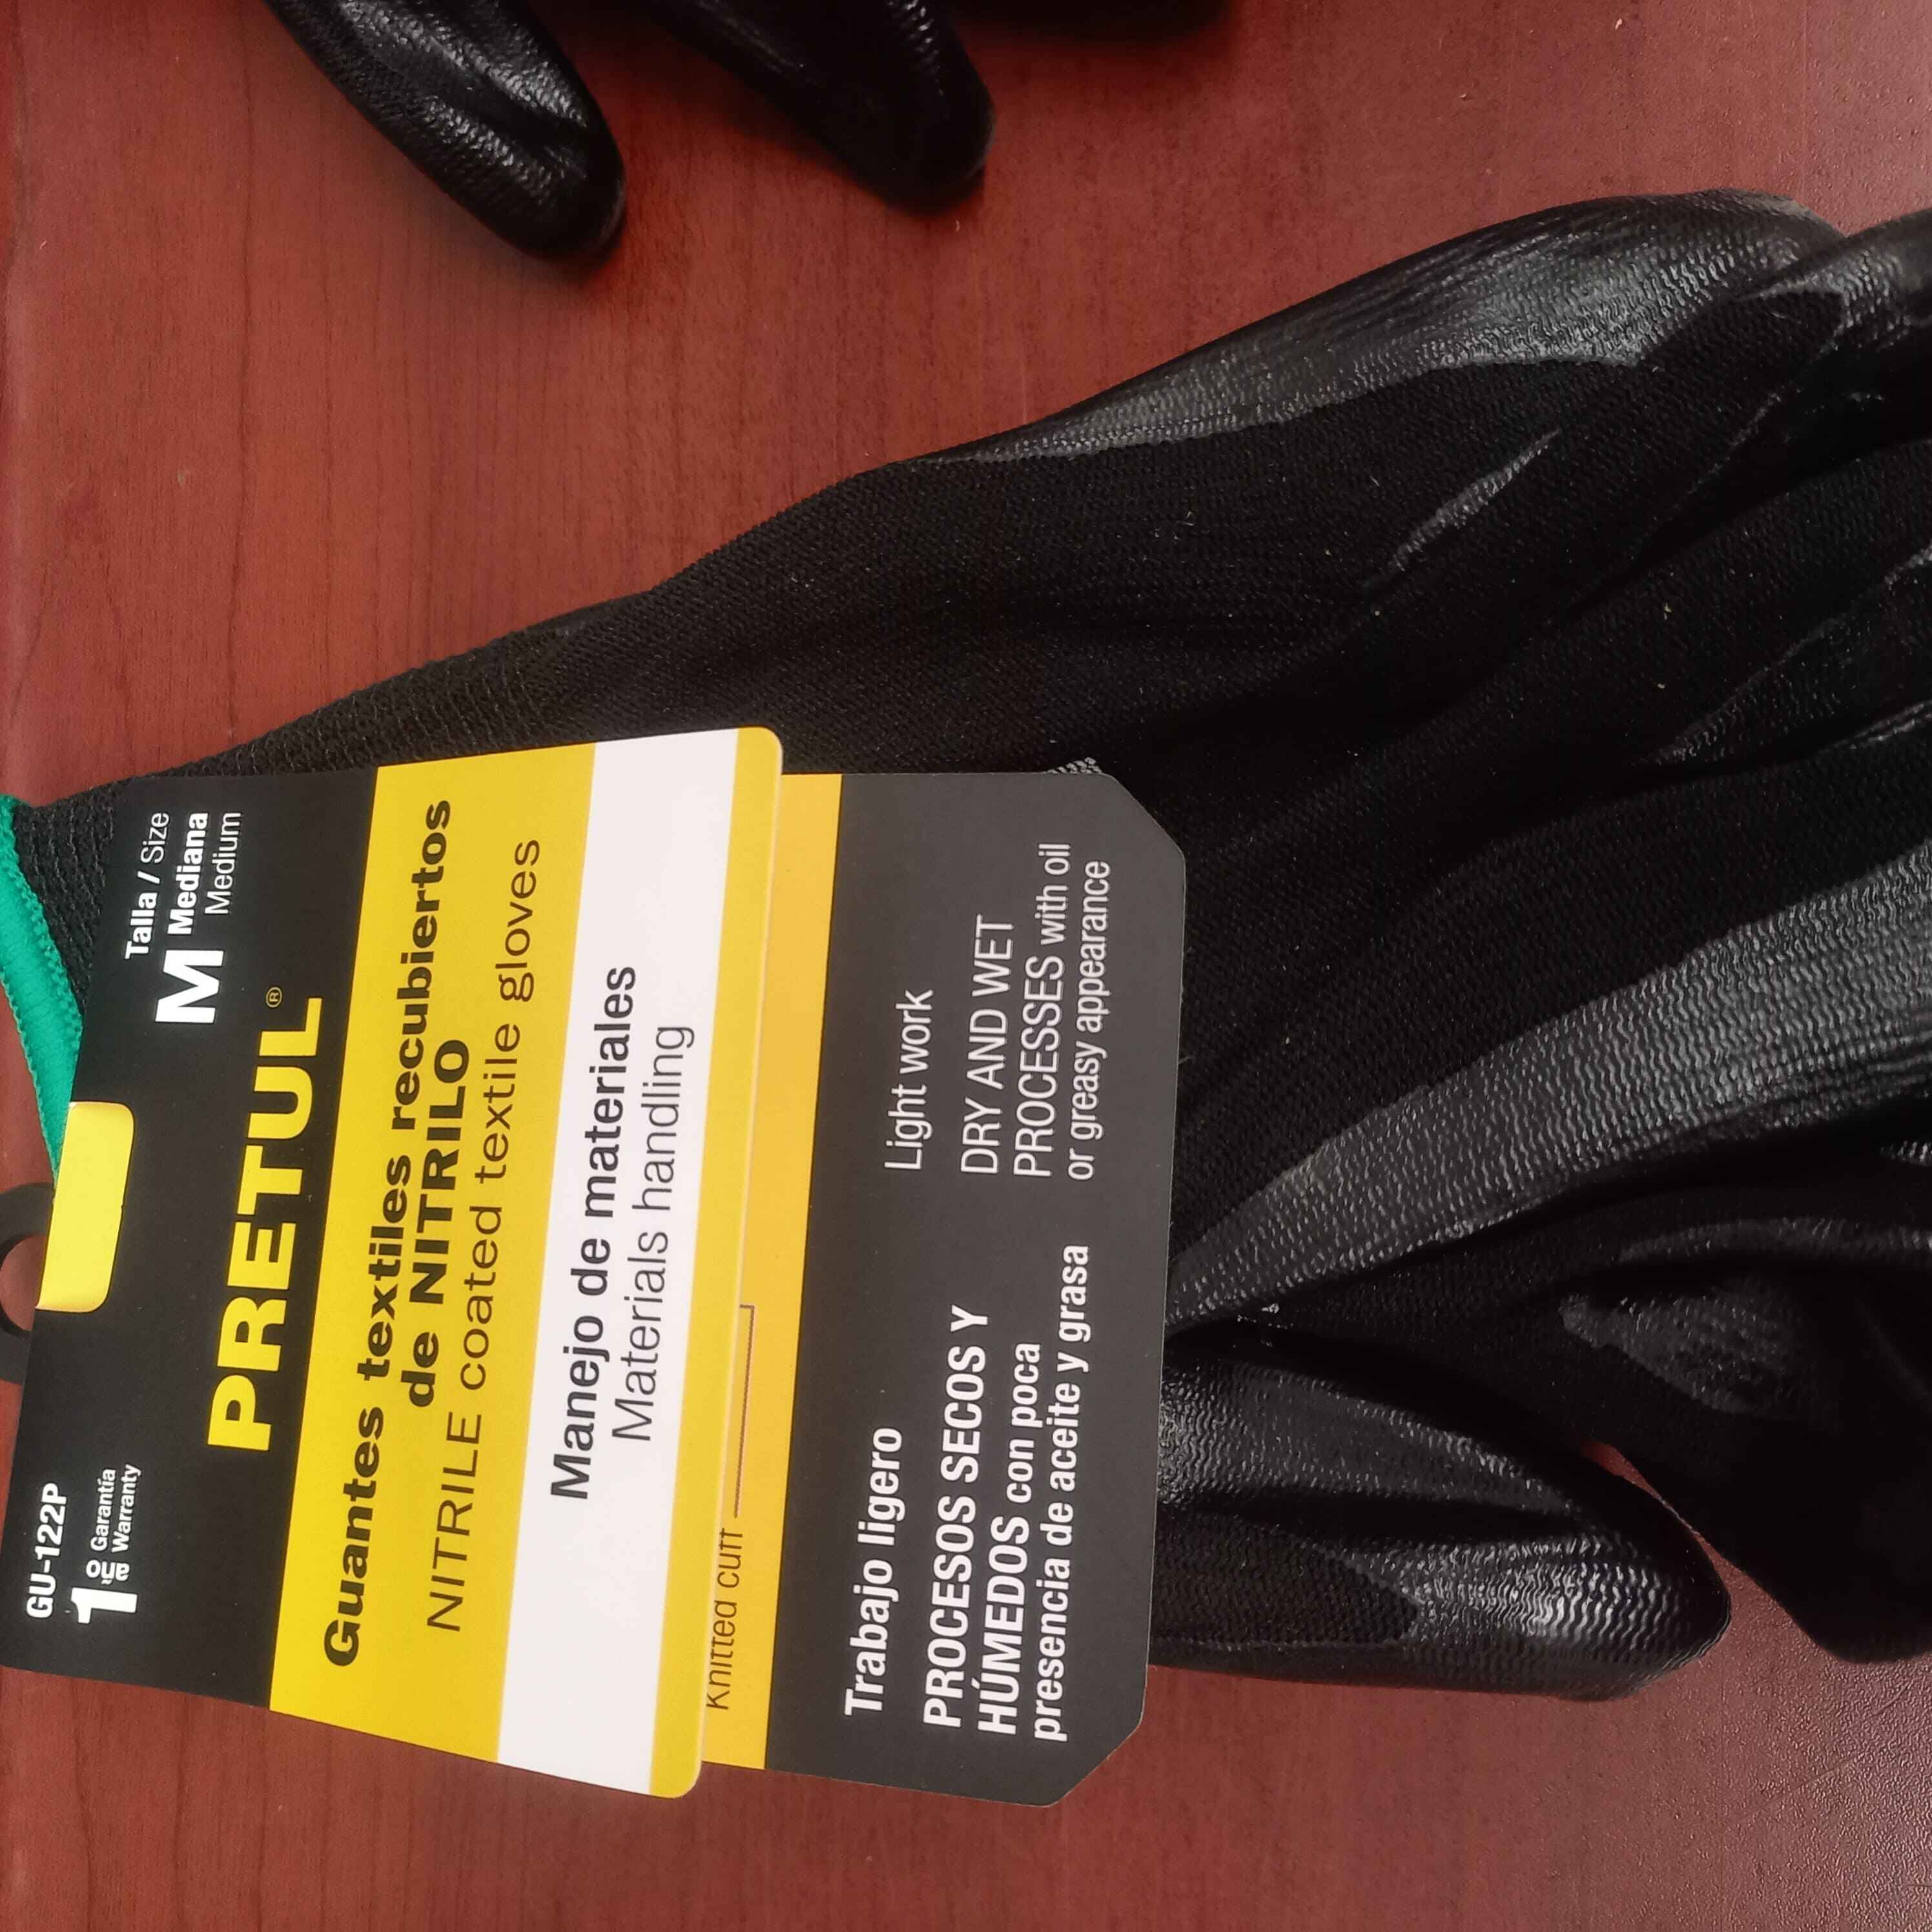 GU-122P
1 año Garantía
year Warranty
Talla / Size
M Mediana
Medium
PRETUL®
Guantes textiles recubiertos
de NITRILO
NITRILE coated textile gloves
Manejo de materiales
Materials handling
Knitted cuff
Trabajo ligero
PROCESOS SECOS Y
HÚMEDOS con poca
presencia de aceite y grasa
Light work
DRY AND WET
PROCESSES with oil
or greasy appearance